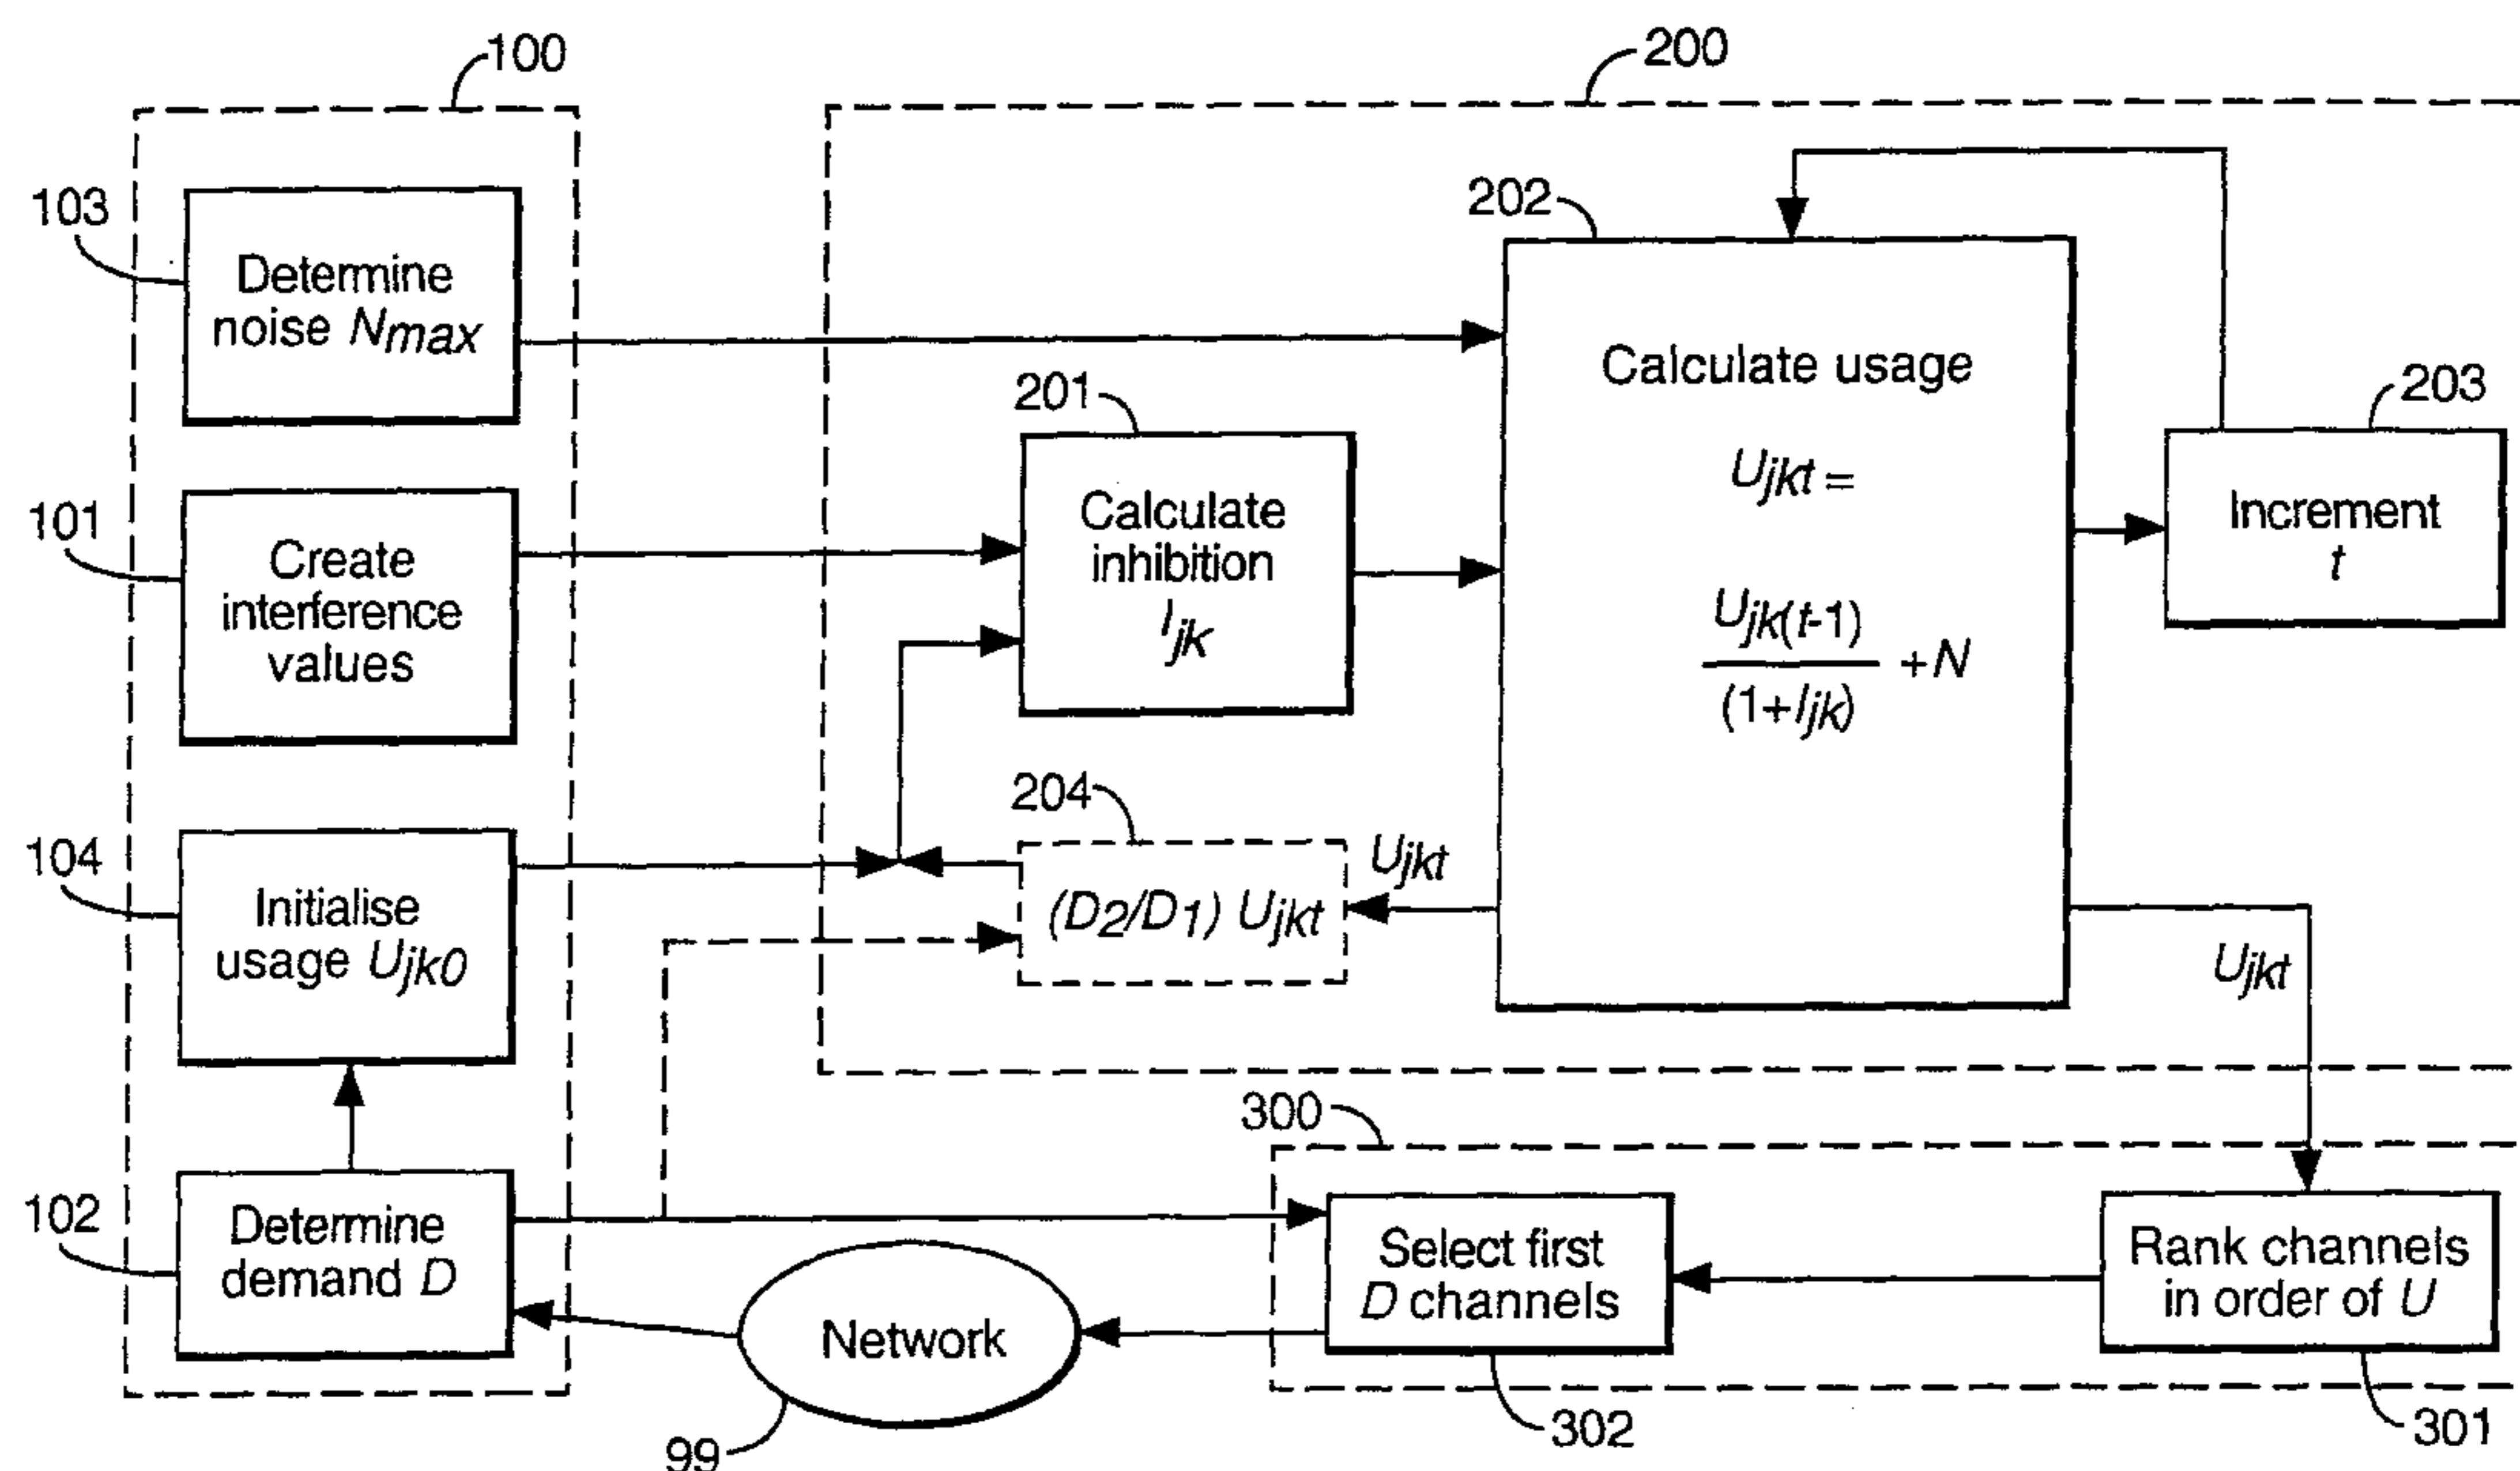 100
200
103
Determine
noise Nmax
202
Calculate usage
Ujkt =
Ujk(t-1)
(1+Ijk)
+N
203
Increment
t
201
Calculate
inhibition
Ijk
101
Create
interference
values
204
(D2/D1) Ujkt
Ujkt
104
Initialise
usage Ujk0
Ujkt
300
102
Determine
demand D
Network
99
Select first
D channels
302
Rank channels
in order of U
301